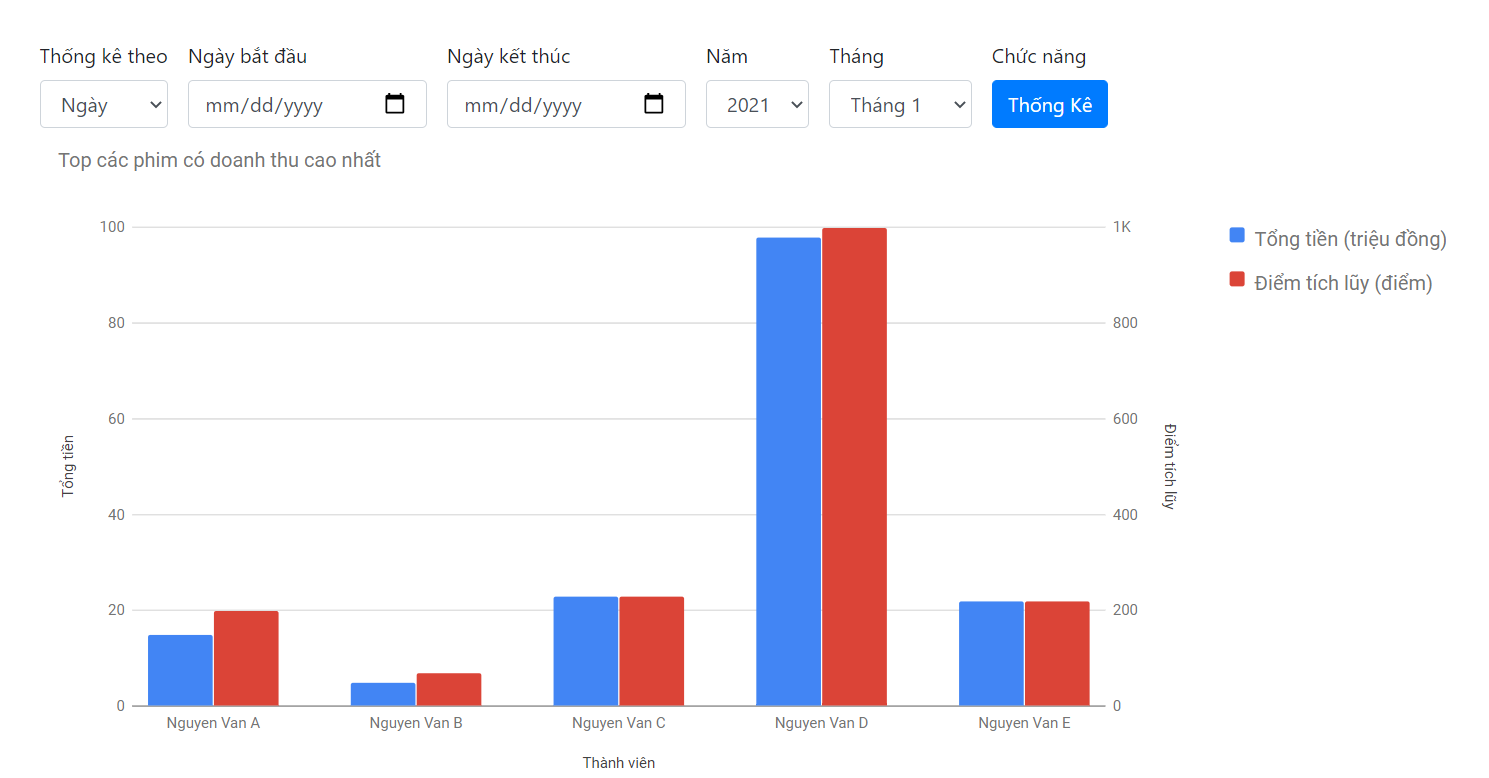 Thống kê theo Ngày bắt đầu Ngày kết thúc Năm Tháng Chức năng
Ngày mm/dd/yyyy mm/dd/yyyy 2021 Tháng 1 Thống Kê
Top các phim có doanh thu cao nhất
100 1K
Tổng tiền (triệu đồng)
Điểm tích lũy (điểm)
80 800
60 600
Tổng tiền
Điểm tích lũy
40 400
20 200
0 0
Nguyen Van A Nguyen Van B Nguyen Van C Nguyen Van D Nguyen Van E
Thành viên